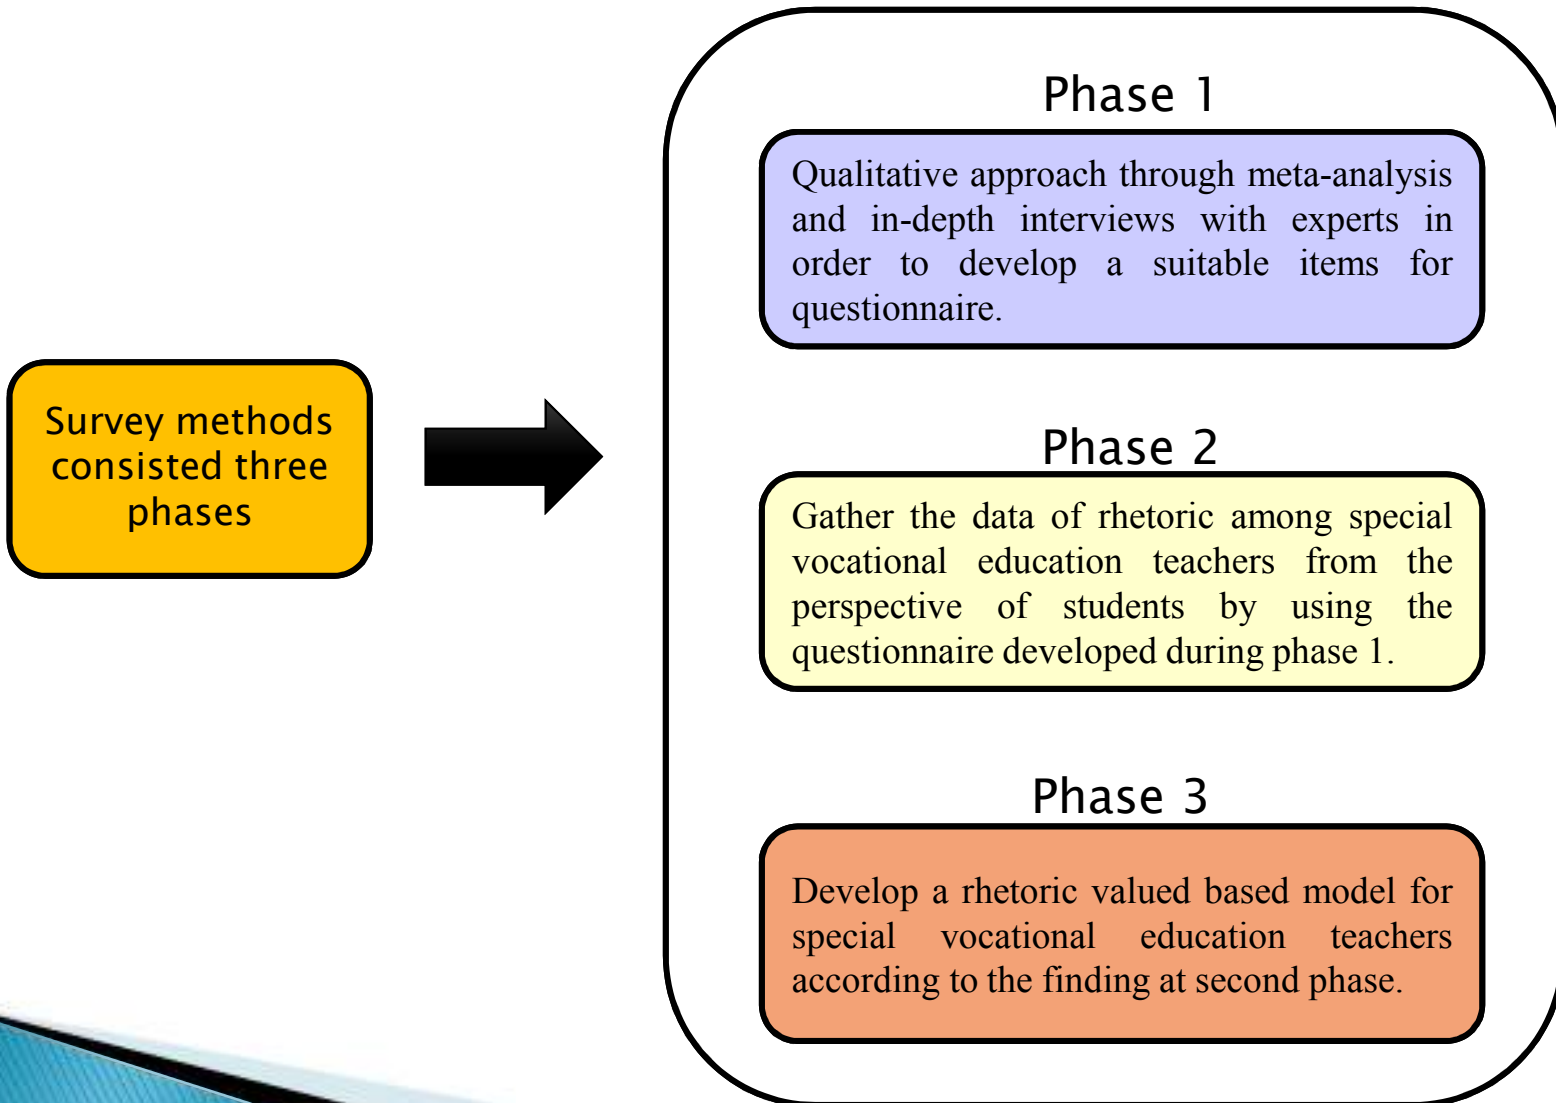 Survey methods
consisted three
phases
Phase 1
Qualitative approach through meta-analysis
and in-depth interviews with experts in
order to develop a suitable items for
questionnaire.
Phase 2
Gather the data of rhetoric among special
vocational education teachers from the
perspective of students by using the
questionnaire developed during phase 1.
Phase 3
Develop a rhetoric valued based model for
special vocational education teachers
according to the finding at second phase.